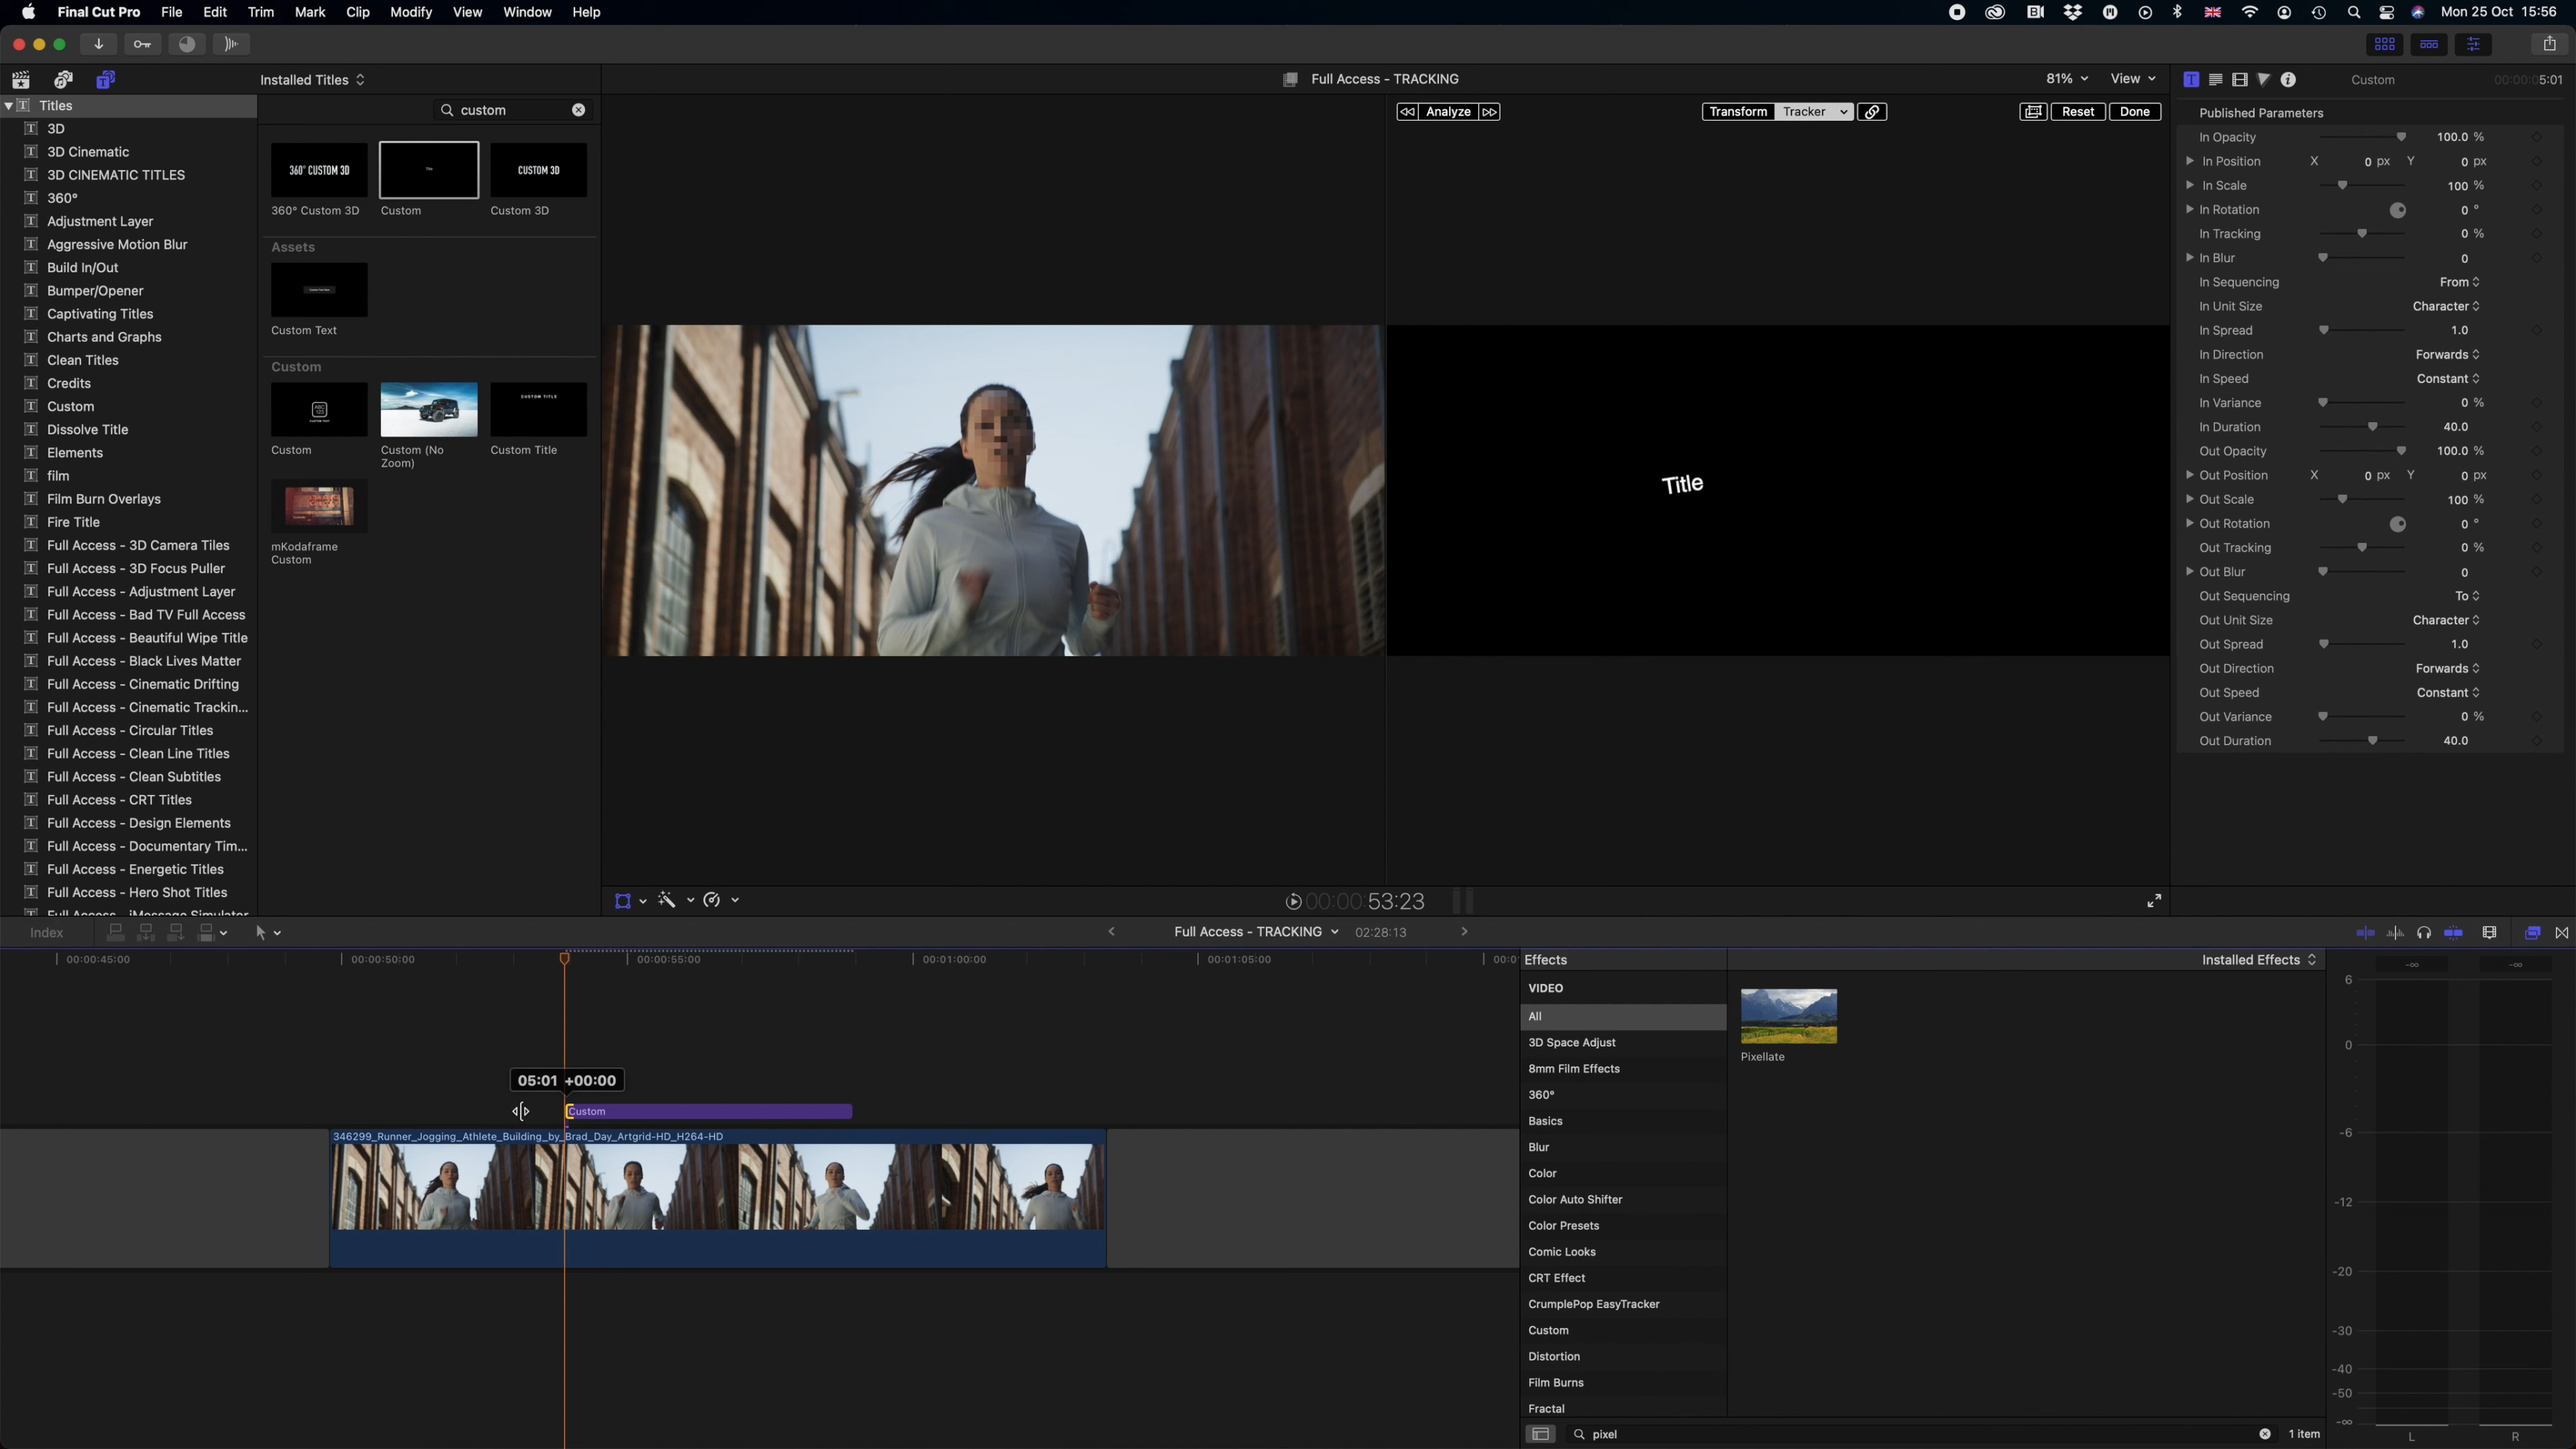 Final Cut Pro File Edit Trim Mark Clip Modify View Window Help Mon 25 Oct 15:56
Installed Titles
Full Access - TRACKING
81% View
Custom 00:00:05:01
Titles
3D
3D Cinematic
3D CINEMATIC TITLES
360°
Adjustment Layer
Aggressive Motion Blur
Build In/Out
Bumper/Opener
Captivating Titles
Charts and Graphs
Clean Titles
Credits
Custom
Dissolve Title
Elements
film
Film Burn Overlays
Fire Title
Full Access - 3D Camera Tiles
Full Access - 3D Focus Puller
Full Access - Adjustment Layer
Full Access - Bad TV Full Access
Full Access - Beautiful Wipe Title
Full Access - Black Lives Matter
Full Access - Cinematic Drifting
Full Access - Cinematic Trackin...
Full Access - Circular Titles
Full Access - Clean Line Titles
Full Access - Clean Subtitles
Full Access - CRT Titles
Full Access - Design Elements
Full Access - Documentary Tim...
Full Access - Energetic Titles
Full Access - Hero Shot Titles
Full Access - iMessage Simulator
custom
360° CUSTOM 3D
Title
CUSTOM 3D
360° Custom 3D
Custom
Custom 3D
Assets
Custom Text
Custom
ABC
123
CUSTOM TITLE
Custom
Custom (No
Zoom)
Custom Title
mKodaframe
Custom
Analyze
Transform Tracker
Reset Done
Title
00:00:00:53:23
Published Parameters
In Opacity 100.0 %
In Position X 0 px Y 0 px
In Scale 100 %
In Rotation 0 °
In Tracking 0 %
In Blur 0
In Sequencing From
In Unit Size Character
In Spread 1.0
In Direction Forwards
In Speed Constant
In Variance 0 %
In Duration 40.0
Out Opacity 100.0 %
Out Position X 0 px Y 0 px
Out Scale 100 %
Out Rotation 0 °
Out Tracking 0 %
Out Blur 0
Out Sequencing To
Out Unit Size Character
Out Spread 1.0
Out Direction Forwards
Out Speed Constant
Out Variance 0 %
Out Duration 40.0
Index
Full Access - TRACKING 02:28:13
00:00:45:00 00:00:50:00 00:00:55:00 00:01:00:00 00:01:05:00 00:0
05:01 +00:00
Custom
346299_Runner_Jogging_Athlete_Building_by_Brad_Day_Artgrid-HD_H264-HD
Effects
Installed Effects
VIDEO
All
3D Space Adjust
8mm Film Effects
360°
Basics
Blur
Color
Color Auto Shifter
Color Presets
Comic Looks
CRT Effect
CrumplePop EasyTracker
Custom
Distortion
Film Burns
Fractal
Pixellate
pixel
1 item
-∞ -∞
6
0
-6
-12
-20
-30
-40
-50
-∞
L R